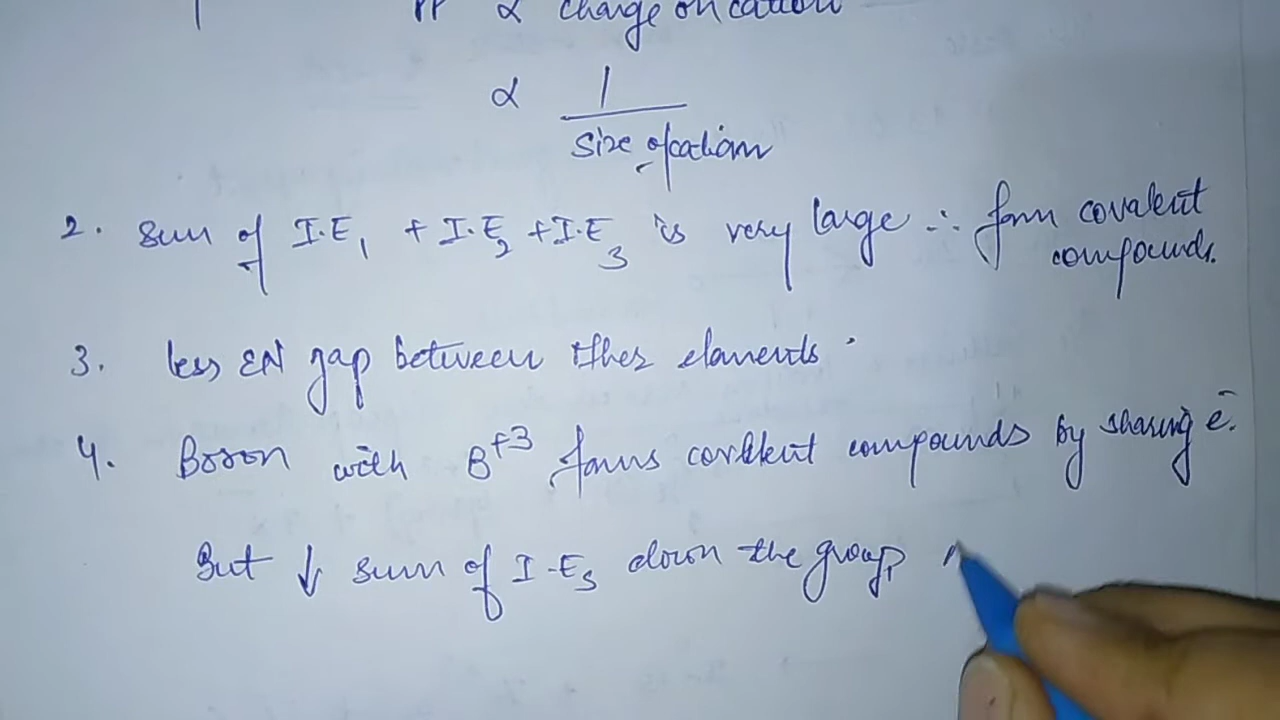 PP α charge on cation
α 1
size of cation
2. Sum of I.E1 + I.E2 + I.E3 is very large ∴ form covalent
compounds.
3. less EN gap between other elements.
4. Boron with B+3 forms covalent compounds by sharing e-.
But ↓ sum of I.Es down the group,